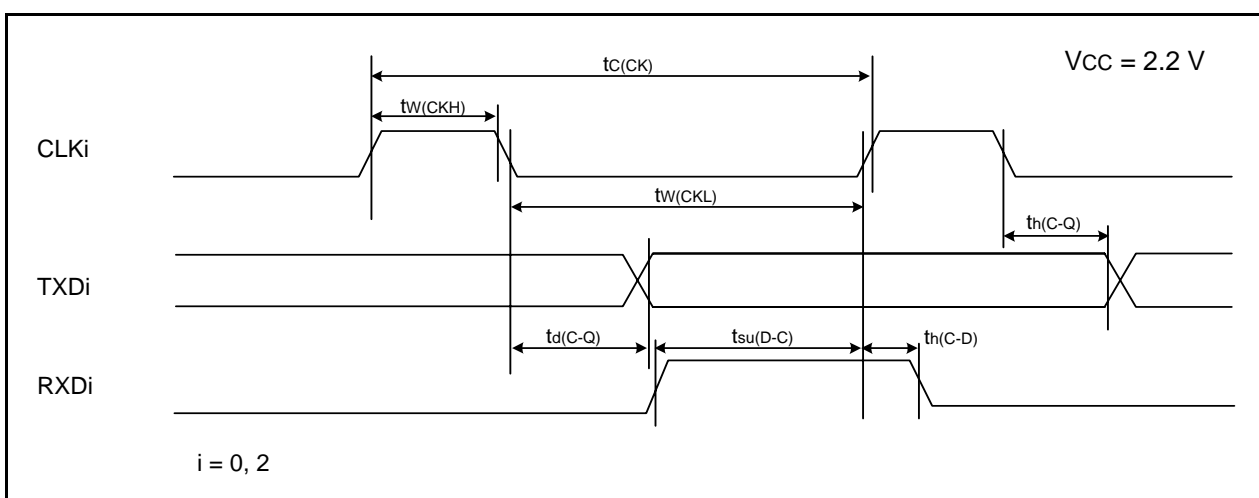 VCC = 2.2 V
tC(CK)
tW(CKH)
CLKi
tW(CKL)
th(C-Q)
TXDi
td(C-Q)
tsu(D-C)
th(C-D)
RXDi
i = 0, 2